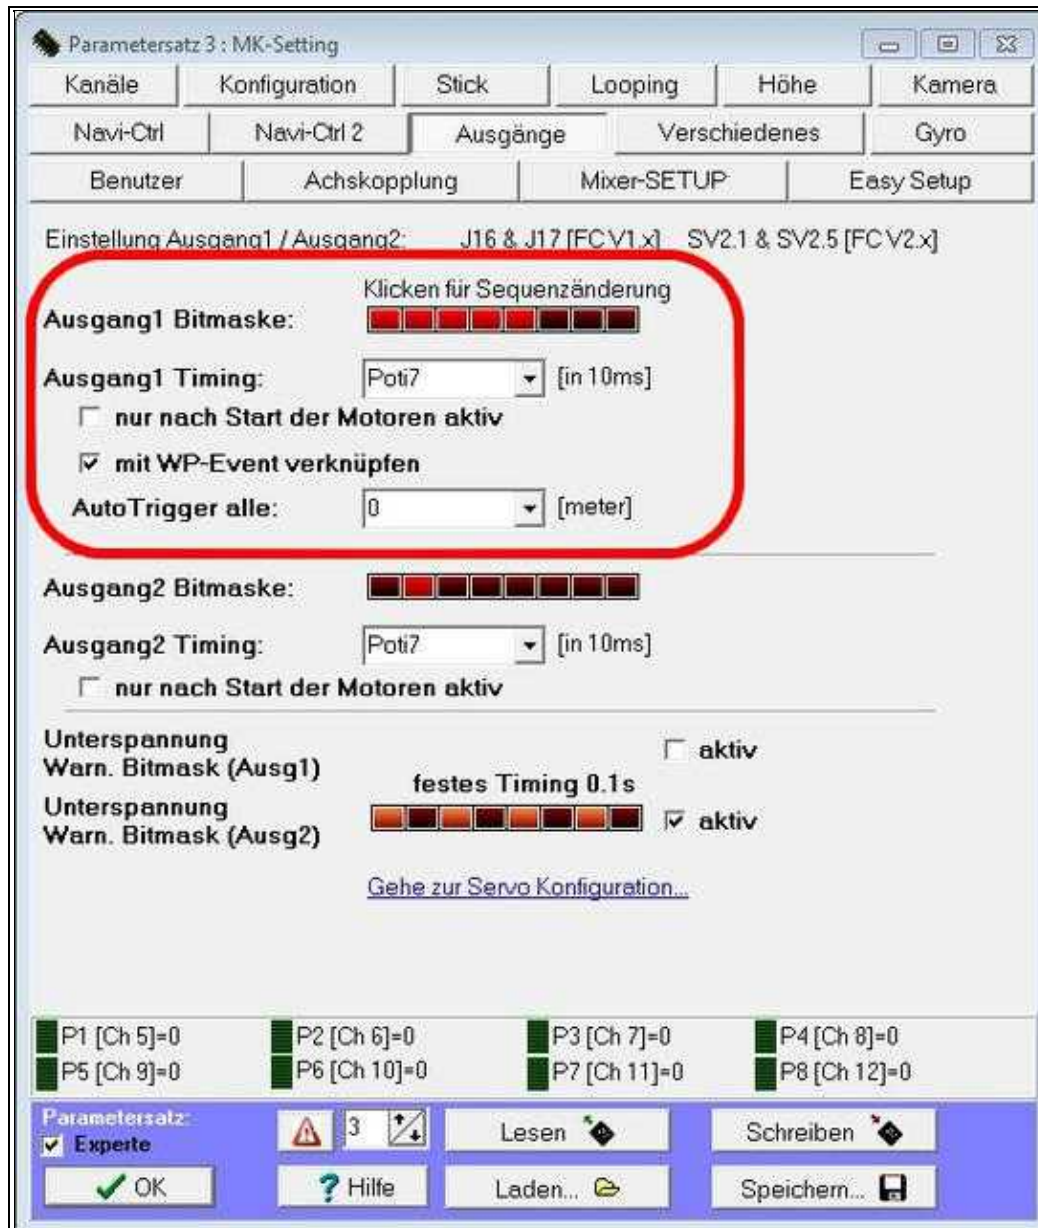 Parametersatz 3 : MK-Setting
Kanäle Konfiguration Stick Looping Höhe Kamera
Navi-Ctrl Navi-Ctrl 2 Ausgänge Verschiedenes Gyro
Benutzer Achskopplung Mixer-SETUP Easy Setup
Einstellung Ausgang1 / Ausgang2: J16 & J17 [FC V1.x] SV2.1 & SV2.5 [FC V2.x]
Klicken für Sequenzänderung
Ausgang1 Bitmaske:
Ausgang1 Timing: Poti7 [in 10ms]
nur nach Start der Motoren aktiv
mit WP-Event verknüpfen
AutoTrigger alle: 0 [meter]
Ausgang2 Bitmaske:
Ausgang2 Timing: Poti7 [in 10ms]
nur nach Start der Motoren aktiv
Unterspannung
Warn. Bitmask (Ausg1) aktiv
festes Timing 0.1s
Unterspannung
Warn. Bitmask (Ausg2) aktiv
Gehe zur Servo Konfiguration...
P1 [Ch 5]=0 P2 [Ch 6]=0 P3 [Ch 7]=0 P4 [Ch 8]=0
P5 [Ch 9]=0 P6 [Ch 10]=0 P7 [Ch 11]=0 P8 [Ch 12]=0
Parametersatz:
Experte 3 Lesen Schreiben
OK ? Hilfe Laden... Speichern...